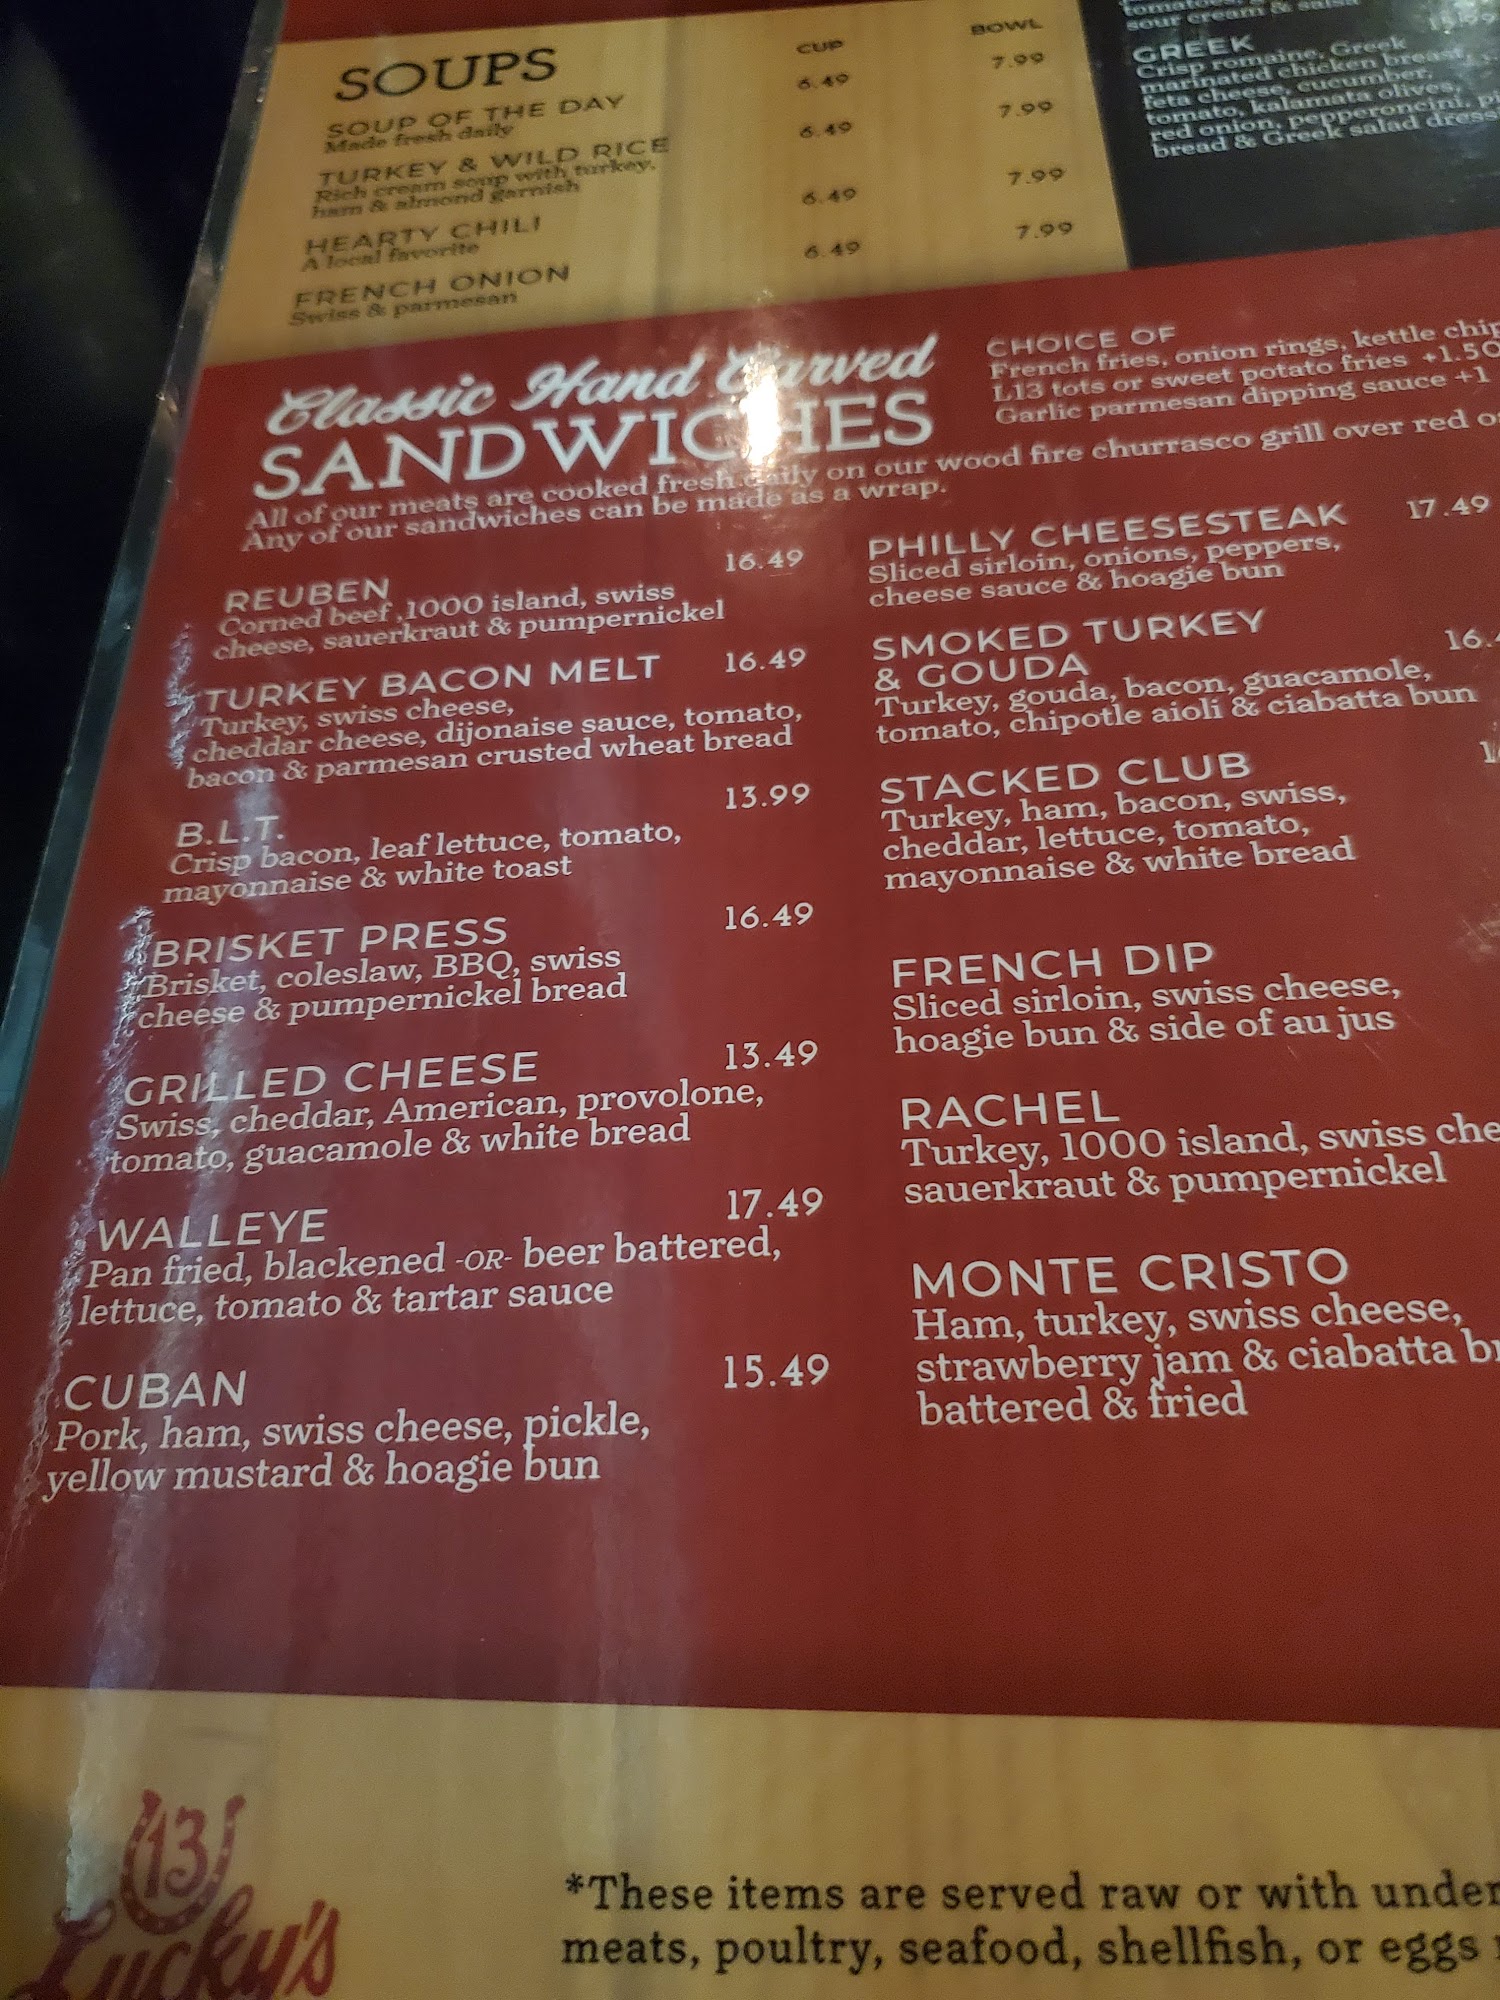 SOUPS
CUP
BOWL
SOUP OF THE DAY 6.49 7.99
Made fresh daily
TURKEY & WILD RICE 6.49 7.99
Rich cream soup with turkey,
ham & almond garnish
HEARTY CHILI 6.49 7.99
A local favorite
FRENCH ONION 6.49 7.99
Swiss & parmesan
sour cream & salsa
GREEK
Crisp romaine, Greek
marinated chicken breast,
feta cheese, cucumber,
tomato, kalamata olives,
red onion, pepperoncini,
bread & Greek salad
Classic Hand Carved
SANDWICHES
CHOICE OF
French fries, onion rings, kettle
L13 tots or sweet potato fries +1.50
Garlic parmesan dipping sauce +1
All of our meats are cooked fresh daily on our wood fire churrasco grill over red
Any of our sandwiches can be made as a wrap.
REUBEN 16.49
Corned beef ,1000 island, swiss
cheese, sauerkraut & pumpernickel
TURKEY BACON MELT 16.49
Turkey, swiss cheese,
cheddar cheese, dijonaise sauce, tomato,
bacon & parmesan crusted wheat bread
B.L.T. 13.99
Crisp bacon, leaf lettuce, tomato,
mayonnaise & white toast
BRISKET PRESS 16.49
Brisket, coleslaw, BBQ, swiss
cheese & pumpernickel bread
GRILLED CHEESE 13.49
Swiss, cheddar, American, provolone,
tomato, guacamole & white bread
WALLEYE 17.49
Pan fried, blackened -OR- beer battered,
lettuce, tomato & tartar sauce
CUBAN 15.49
Pork, ham, swiss cheese, pickle,
yellow mustard & hoagie bun
PHILLY CHEESESTEAK 17.49
Sliced sirloin, onions, peppers,
cheese sauce & hoagie bun
SMOKED TURKEY
& GOUDA
Turkey, gouda, bacon, guacamole,
tomato, chipotle aioli & ciabatta bun
STACKED CLUB
Turkey, ham, bacon, swiss,
cheddar, lettuce, tomato,
mayonnaise & white bread
FRENCH DIP
Sliced sirloin, swiss cheese,
hoagie bun & side of au jus
RACHEL
Turkey, 1000 island, swiss
sauerkraut & pumpernickel
MONTE CRISTO
Ham, turkey, swiss cheese,
strawberry jam & ciabatta
battered & fried
13
Lucky's
*These items are served raw or with
meats, poultry, seafood, shellfish, or eggs